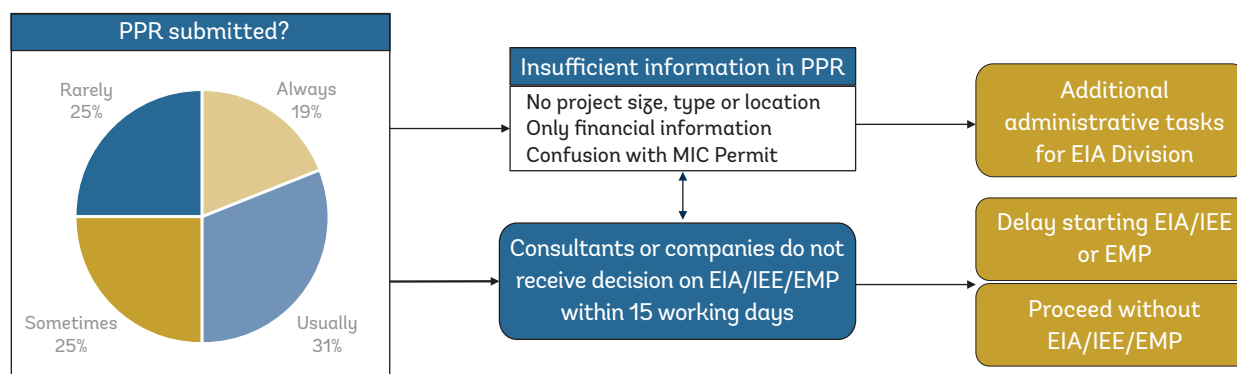 PPR submitted?
Rarely
25%
Always
19%
Sometimes
25%
Usually
31%
Insufficient information in PPR
No project size, type or location
Only financial information
Confusion with MIC Permit
Consultants or companies do not
receive decision on EIA/IEE/EMP
within 15 working days
Additional
administrative tasks
for EIA Division
Delay starting EIA/IEE
or EMP
Proceed without
EIA/IEE/EMP